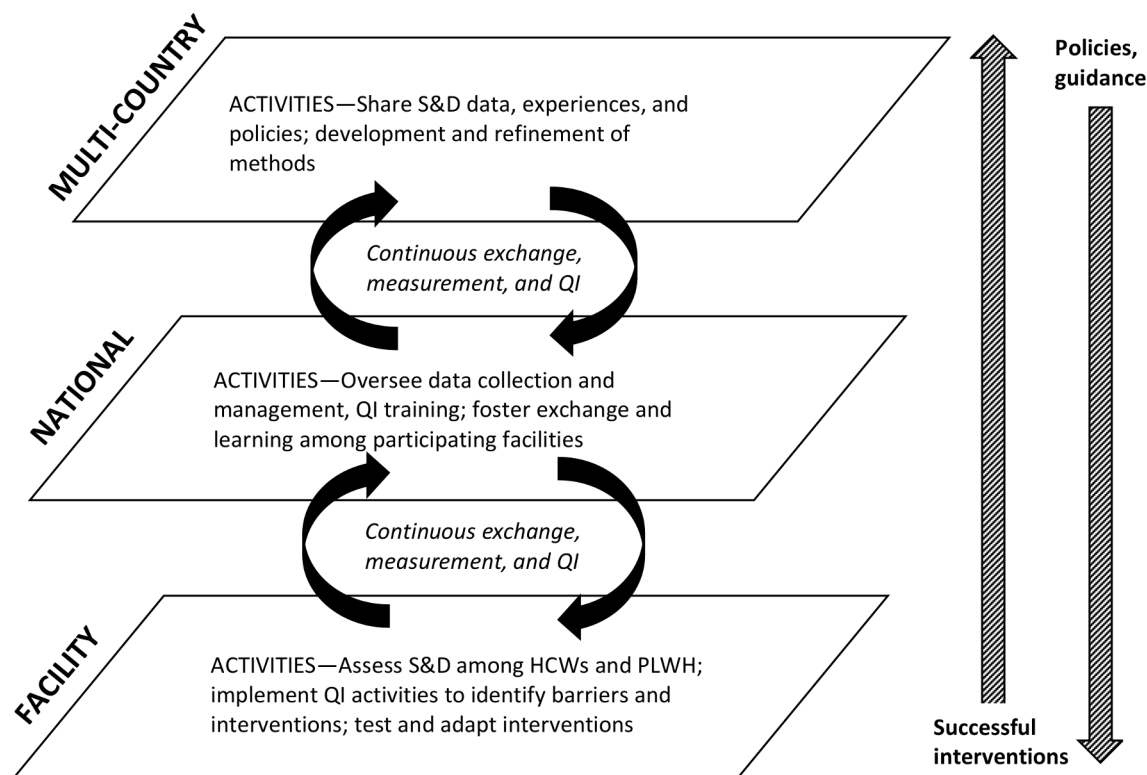 MULTI-COUNTRY
ACTIVITIES—Share S&D data, experiences, and
policies; development and refinement of
methods
Continuous exchange,
measurement, and QI
NATIONAL
ACTIVITIES—Oversee data collection and
management, QI training; foster exchange and
learning among participating facilities
Continuous exchange,
measurement, and QI
FACILITY
ACTIVITIES—Assess S&D among HCWs and PLWH;
implement QI activities to identify barriers and
interventions; test and adapt interventions
Policies,
guidance
Successful
interventions